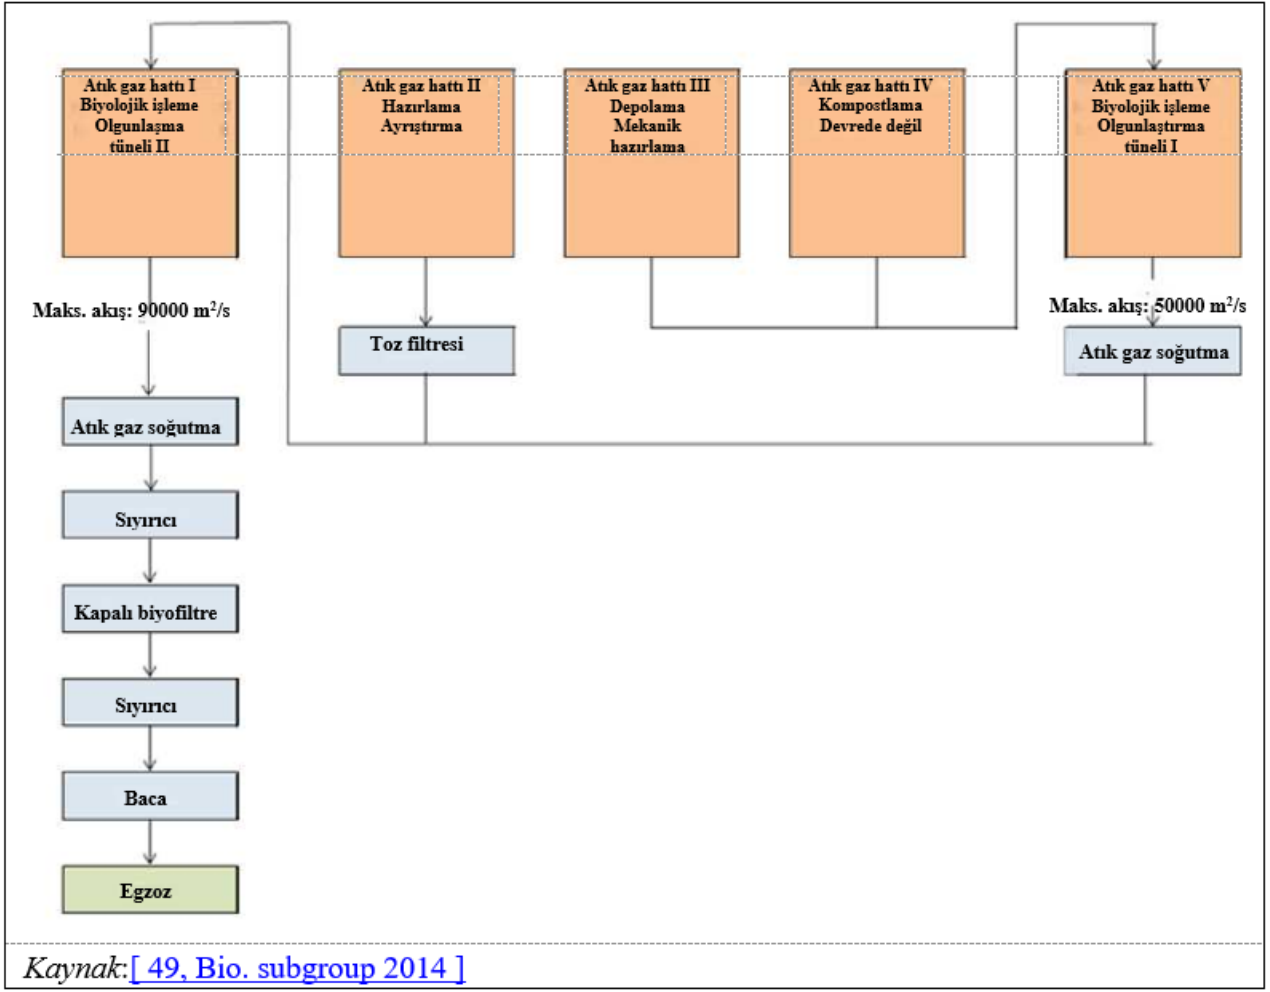 Atık gaz hattı I
Biyolojik işleme
Olgunlaşma
tüneli II
Atık gaz hattı II
Hazırlama
Ayrıştırma
Atık gaz hattı III
Depolama
Mekanik
hazırlama
Atık gaz hattı IV
Kompostlama
Devrede değil
Atık gaz hattı V
Biyolojik işleme
Olgunlaştırma
tüneli I
Maks. akış: 90000 m²/s
Maks. akış: 50000 m²/s
Toz filtresi
Atık gaz soğutma
Atık gaz soğutma
Sıyırıcı
Kapalı biyofiltre
Sıyırıcı
Baca
Egzoz
Kaynak:[ 49, Bio. subgroup 2014 ]